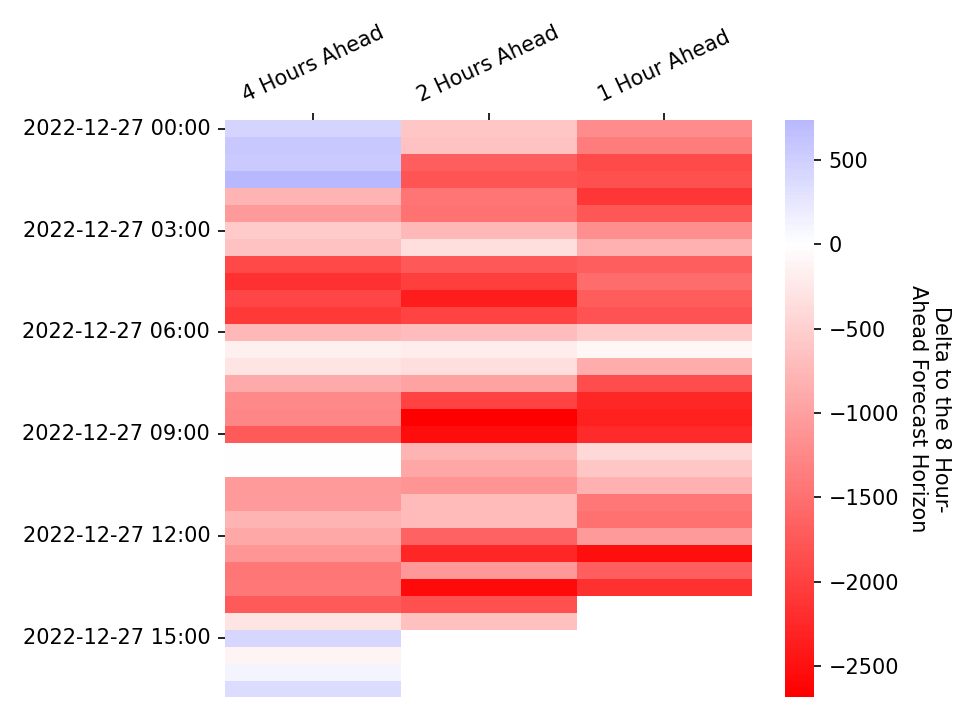 4 Hours Ahead
2 Hours Ahead
1 Hour Ahead
2022-12-27 00:00
2022-12-27 03:00
2022-12-27 06:00
2022-12-27 09:00
2022-12-27 12:00
2022-12-27 15:00
500
0
−500
−1000
−1500
−2000
−2500
Delta to the 8 Hour-
Ahead Forecast Horizon